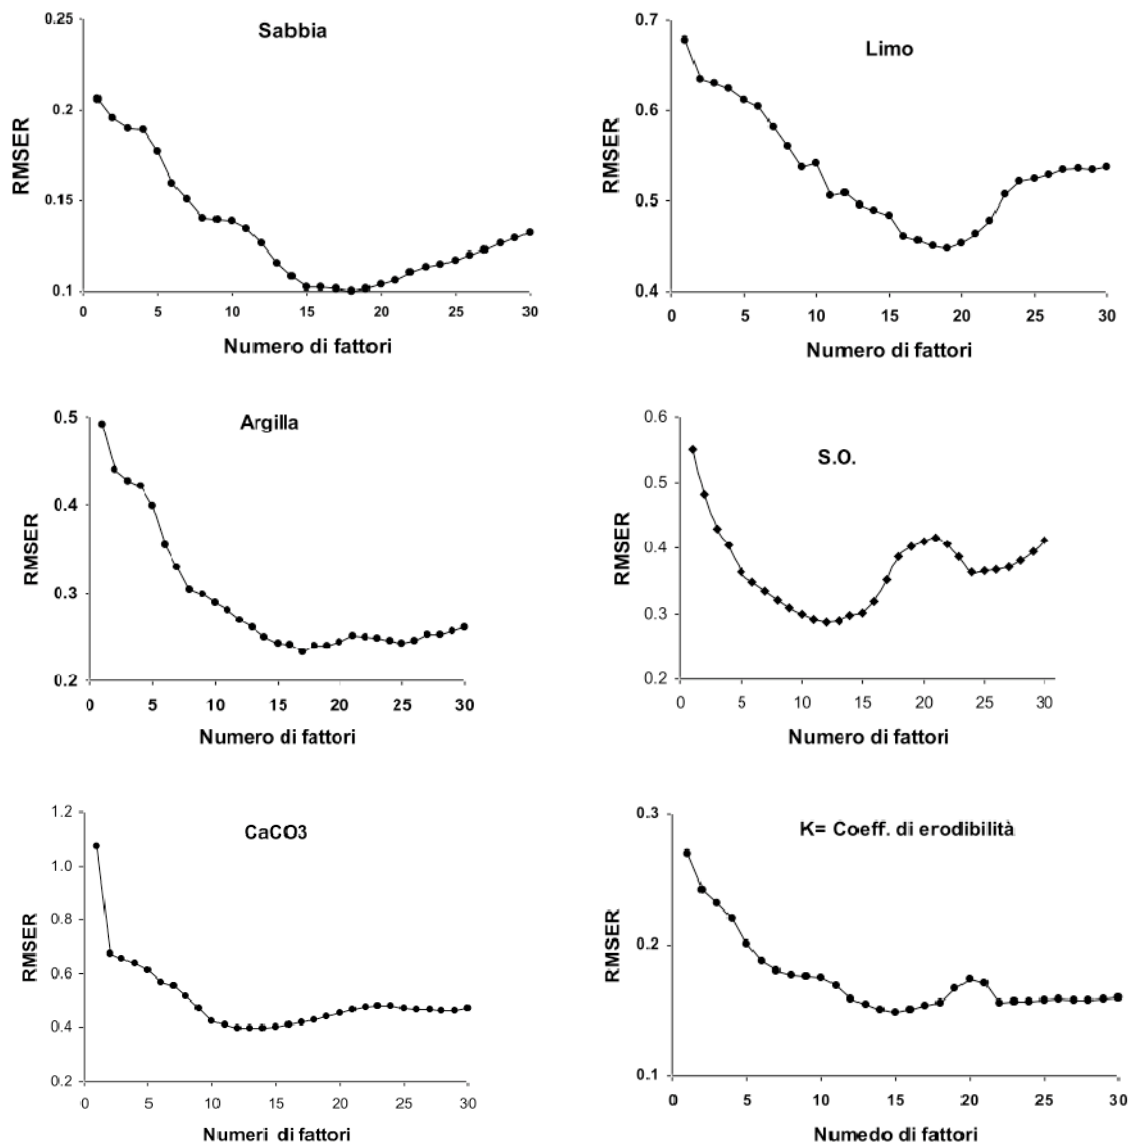 Sabbia
RMSER
0.25
0.2
0.15
0.1
0 5 10 15 20 25 30
Numero di fattori
Limo
RMSER
0.7
0.6
0.5
0.4
0 5 10 15 20 25 30
Numero di fattori
Argilla
RMSER
0.5
0.4
0.3
0.2
0 5 10 15 20 25 30
Numero di fattori
S.O.
RMSER
0.6
0.5
0.4
0.3
0.2
0 5 10 15 20 25 30
Numero di fattori
CaCO3
RMSER
1.2
1.0
0.8
0.6
0.4
0.2
0 5 10 15 20 25 30
Numeri di fattori
K= Coeff. di erodibilità
RMSER
0.3
0.2
0.1
0 5 10 15 20 25 30
Numedo di fattori